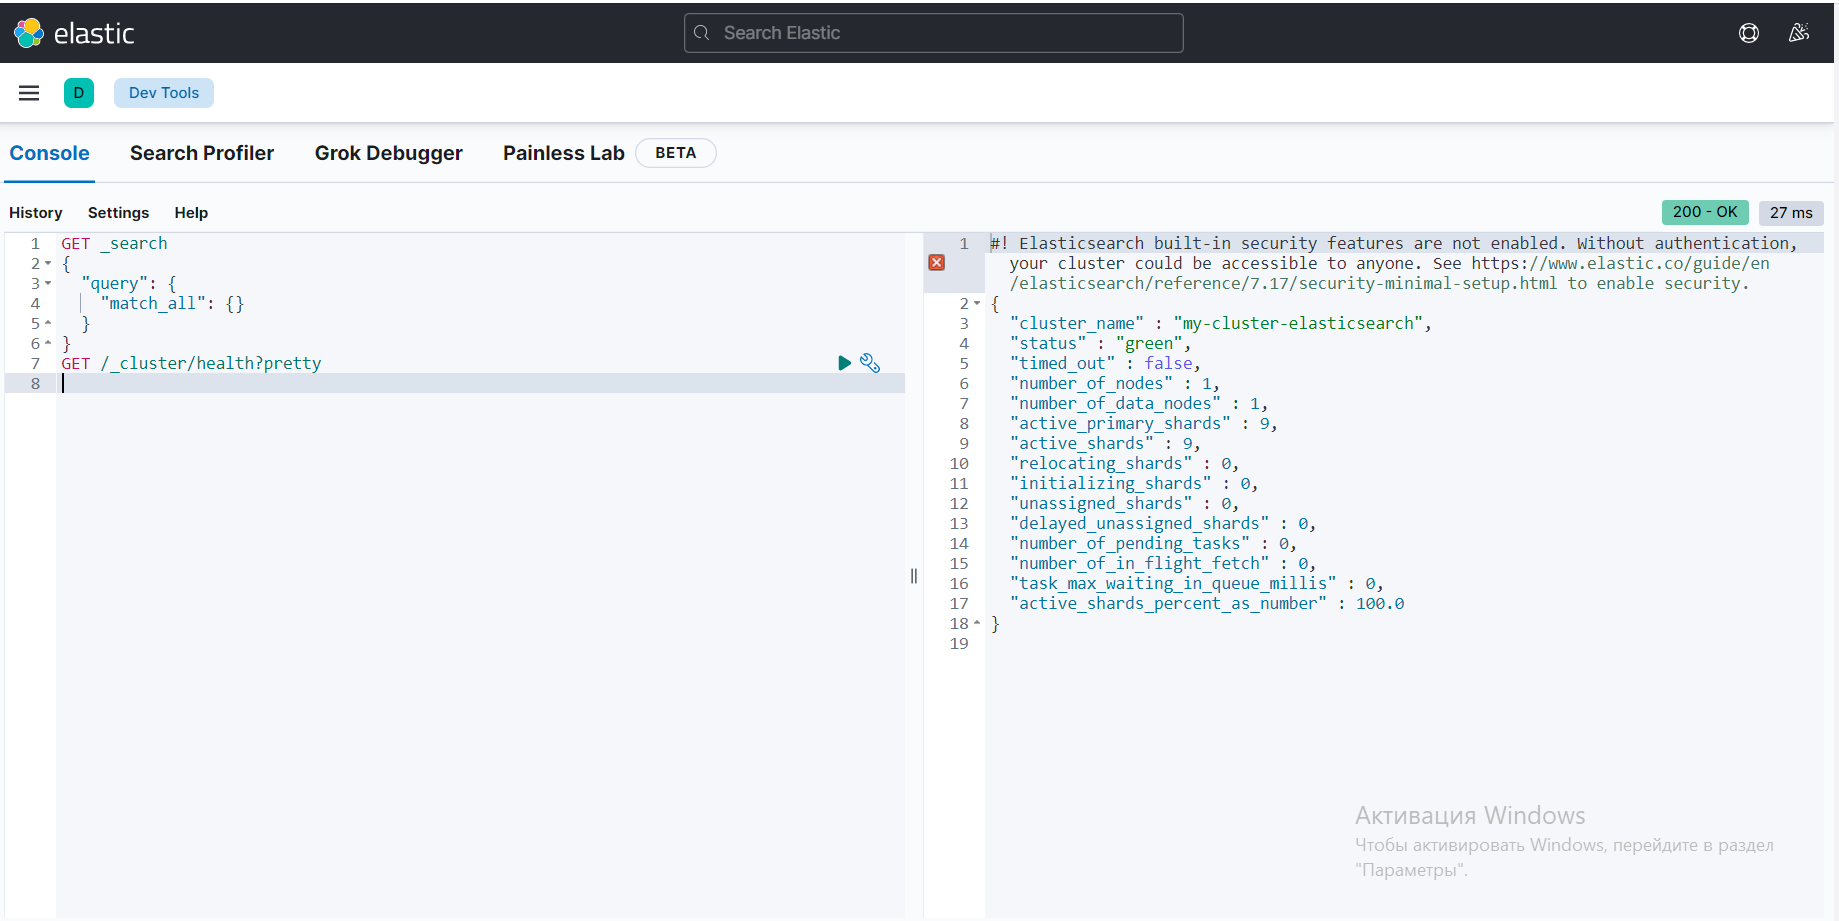 elastic
Search Elastic
D
Dev Tools
Console
Search Profiler
Grok Debugger
Painless Lab
BETA
History
Settings
Help
200 - OK
27 ms
1 GET _search
2 {
3 "query": {
4 "match_all": {}
5 }
6 }
7 GET /_cluster/health?pretty
8
1 #! Elasticsearch built-in security features are not enabled. Without authentication,
your cluster could be accessible to anyone. See https://www.elastic.co/guide/en
/elasticsearch/reference/7.17/security-minimal-setup.html to enable security.
2 {
3 "cluster_name" : "my-cluster-elasticsearch",
4 "status" : "green",
5 "timed_out" : false,
6 "number_of_nodes" : 1,
7 "number_of_data_nodes" : 1,
8 "active_primary_shards" : 9,
9 "active_shards" : 9,
10 "relocating_shards" : 0,
11 "initializing_shards" : 0,
12 "unassigned_shards" : 0,
13 "delayed_unassigned_shards" : 0,
14 "number_of_pending_tasks" : 0,
15 "number_of_in_flight_fetch" : 0,
16 "task_max_waiting_in_queue_millis" : 0,
17 "active_shards_percent_as_number" : 100.0
18 }
19
Активация Windows
Чтобы активировать Windows, перейдите в раздел
"Параметры".